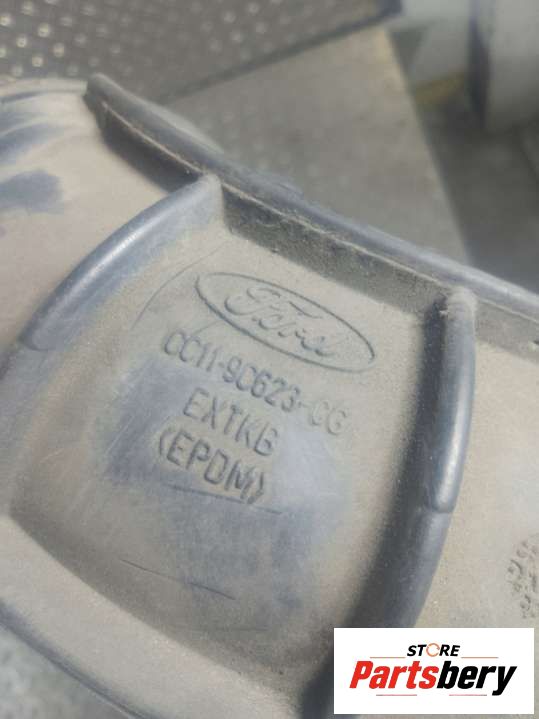 Ford
CC11-9C623-CG
EXTKB
(EPDM)
STORE
Partsbery